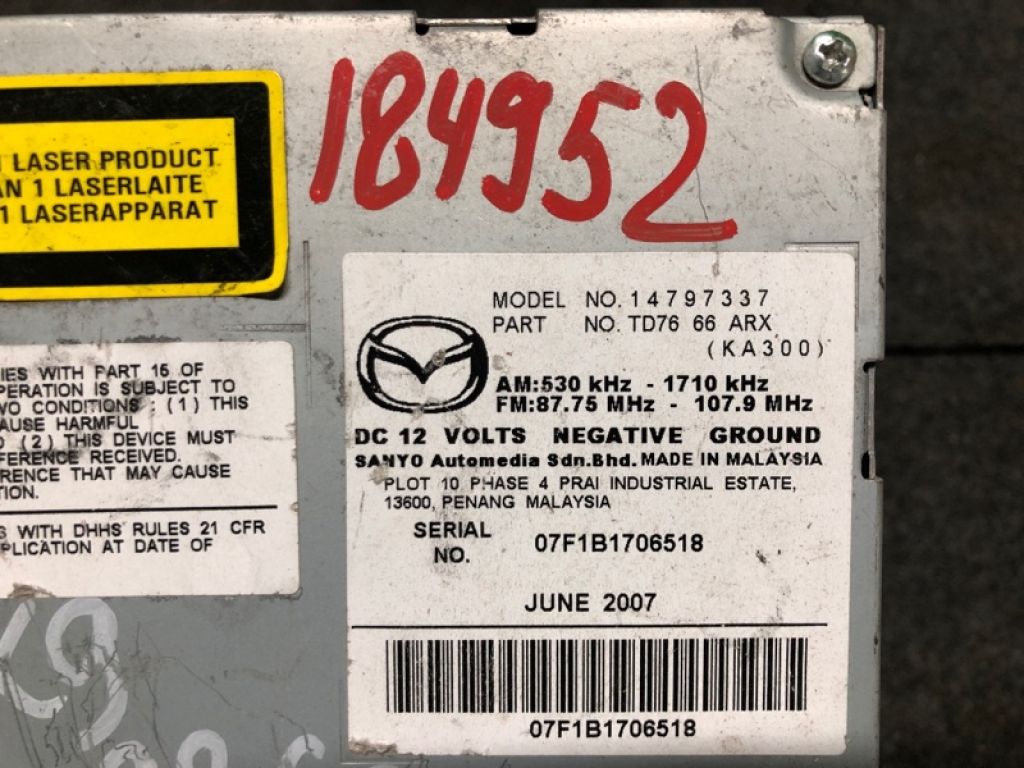 184952
LASER PRODUCT
AN 1 LASERLAITE
1 LASERAPPARAT
MODEL NO. 14797337
PART NO. TD76 66 ARX
(KA300)
AM:530 kHz - 1710 kHz
FM:87.75 MHz - 107.9 MHz
DC 12 VOLTS NEGATIVE GROUND
SANYO Automedia Sdn.Bhd. MADE IN MALAYSIA
PLOT 10 PHASE 4 PRAI INDUSTRIAL ESTATE,
13600, PENANG MALAYSIA
SERIAL NO. 07F1B1706518
JUNE 2007
07F1B1706518
IES WITH PART 15 OF
PERATION IS SUBJECT TO
WO CONDITIONS : (1) THIS
AUSE HARMFUL
(2) THIS DEVICE MUST
FERENCE RECEIVED.
RENCE THAT MAY CAUSE
TION.
WITH DHHS RULES 21 CFR
PLICATION AT DATE OF